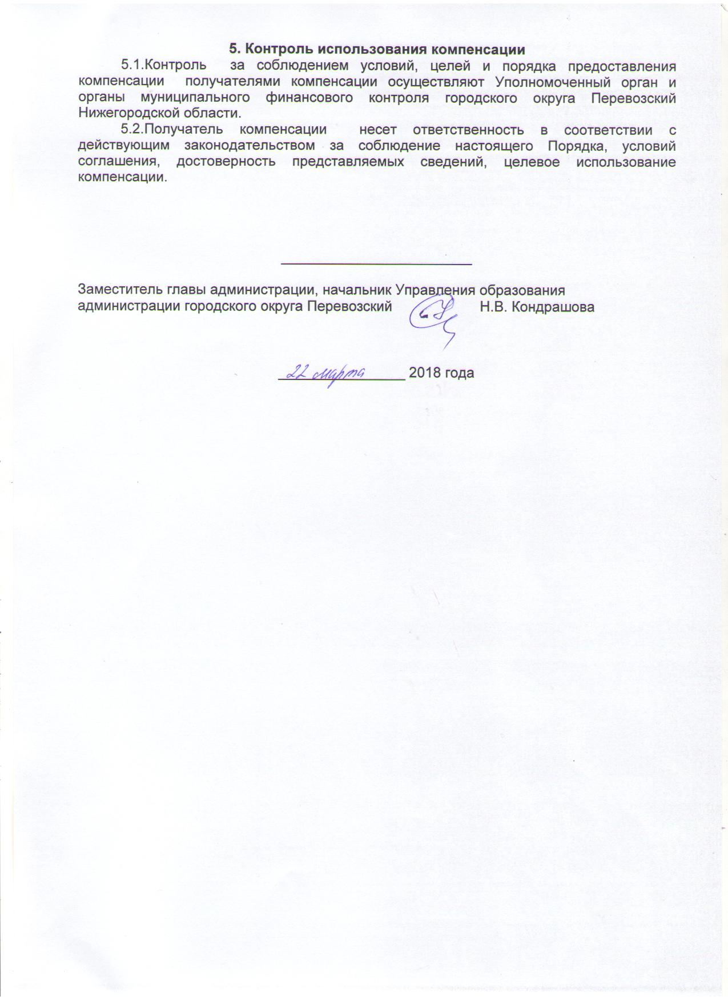 5. Контроль использования компенсации
5.1.Контроль за соблюдением условий, целей и порядка предоставления
компенсации получателями компенсации осуществляют Уполномоченный орган и
органы муниципального финансового контроля городского округа Перевозский
Нижегородской области.
5.2.Получатель компенсации несет ответственность в соответствии с
действующим законодательством за соблюдение настоящего Порядка, условий
соглашения, достоверность представляемых сведений, целевое использование
компенсации.
Заместитель главы администрации, начальник Управления образования
администрации городского округа Перевозский Н.В. Кондрашова
22 марта 2018 года